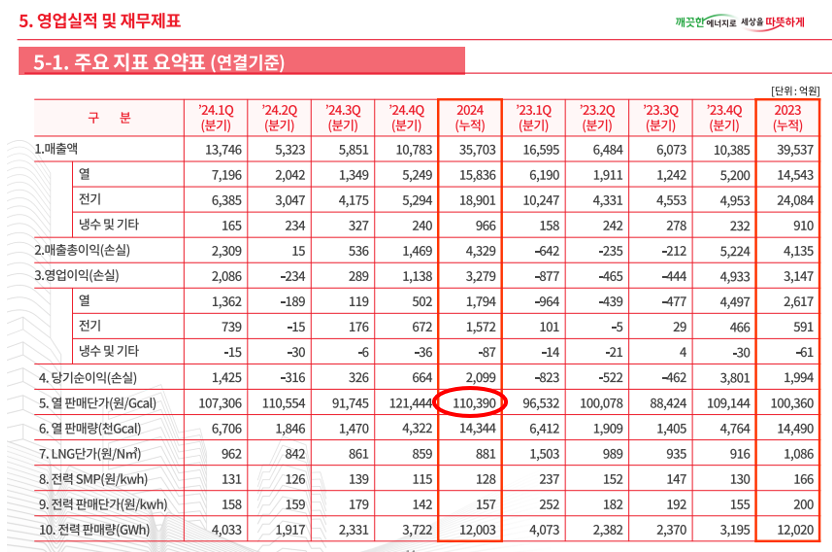 5. 영업실적 및 재무제표
깨끗한 에너지로 세상을 따뜻하게
5-1. 주요 지표 요약표 (연결기준)
[단위 : 억원]
구 분 ’24.1Q (분기) ’24.2Q (분기) ’24.3Q (분기) ’24.4Q (분기) 2024 (누적) ’23.1Q (분기) ’23.2Q (분기) ’23.3Q (분기) ’23.4Q (분기) 2023 (누적)
1.매출액 13,746 5,323 5,851 10,783 35,703 16,595 6,484 6,073 10,385 39,537
열 7,196 2,042 1,349 5,249 15,836 6,190 1,911 1,242 5,200 14,543
전기 6,385 3,047 4,175 5,294 18,901 10,247 4,331 4,553 4,953 24,084
냉수 및 기타 165 234 327 240 966 158 242 278 232 910
2.매출총이익(손실) 2,309 15 536 1,469 4,329 -642 -235 -212 5,224 4,135
3.영업이익(손실) 2,086 -234 289 1,138 3,279 -877 -465 -444 4,933 3,147
열 1,362 -189 119 502 1,794 -964 -439 -477 4,497 2,617
전기 739 -15 176 672 1,572 101 -5 29 466 591
냉수 및 기타 -15 -30 -6 -36 -87 -14 -21 4 -30 -61
4. 당기순이익(손실) 1,425 -316 326 664 2,099 -823 -522 -462 3,801 1,994
5. 열 판매단가(원/Gcal) 107,306 110,554 91,745 121,444 110,390 96,532 100,078 88,424 109,144 100,360
6. 열 판매량(천Gcal) 6,706 1,846 1,470 4,322 14,344 6,412 1,909 1,405 4,764 14,490
7. LNG단가(원/N㎥) 962 842 861 859 881 1,503 989 935 916 1,086
8. 전력 SMP(원/kwh) 131 126 139 115 128 237 152 147 130 166
9. 전력 판매단가(원/kwh) 158 159 179 142 157 252 182 192 155 200
10. 전력 판매량(GWh) 4,033 1,917 2,331 3,722 12,003 4,073 2,382 2,370 3,195 12,020